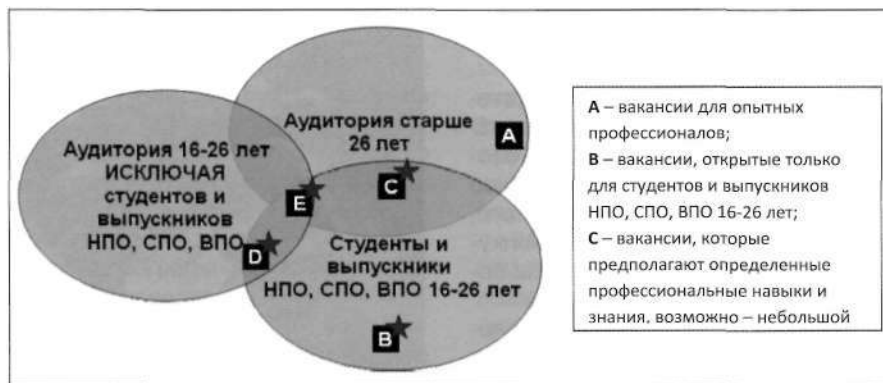 Аудитория старше
26 лет
A
Аудитория 16-26 лет
ИСКЛЮЧАЯ
студентов и
выпускников
НПО, СПО, ВПО
E
C
D
Студенты и
выпускники
НПО, СПО, ВПО 16-26 лет
B
A – вакансии для опытных
профессионалов;
B – вакансии, открытые только
для студентов и выпускников
НПО, СПО, ВПО 16-26 лет;
C – вакансии, которые
предполагают определенные
профессиональные навыки и
знания, возможно – небольшой